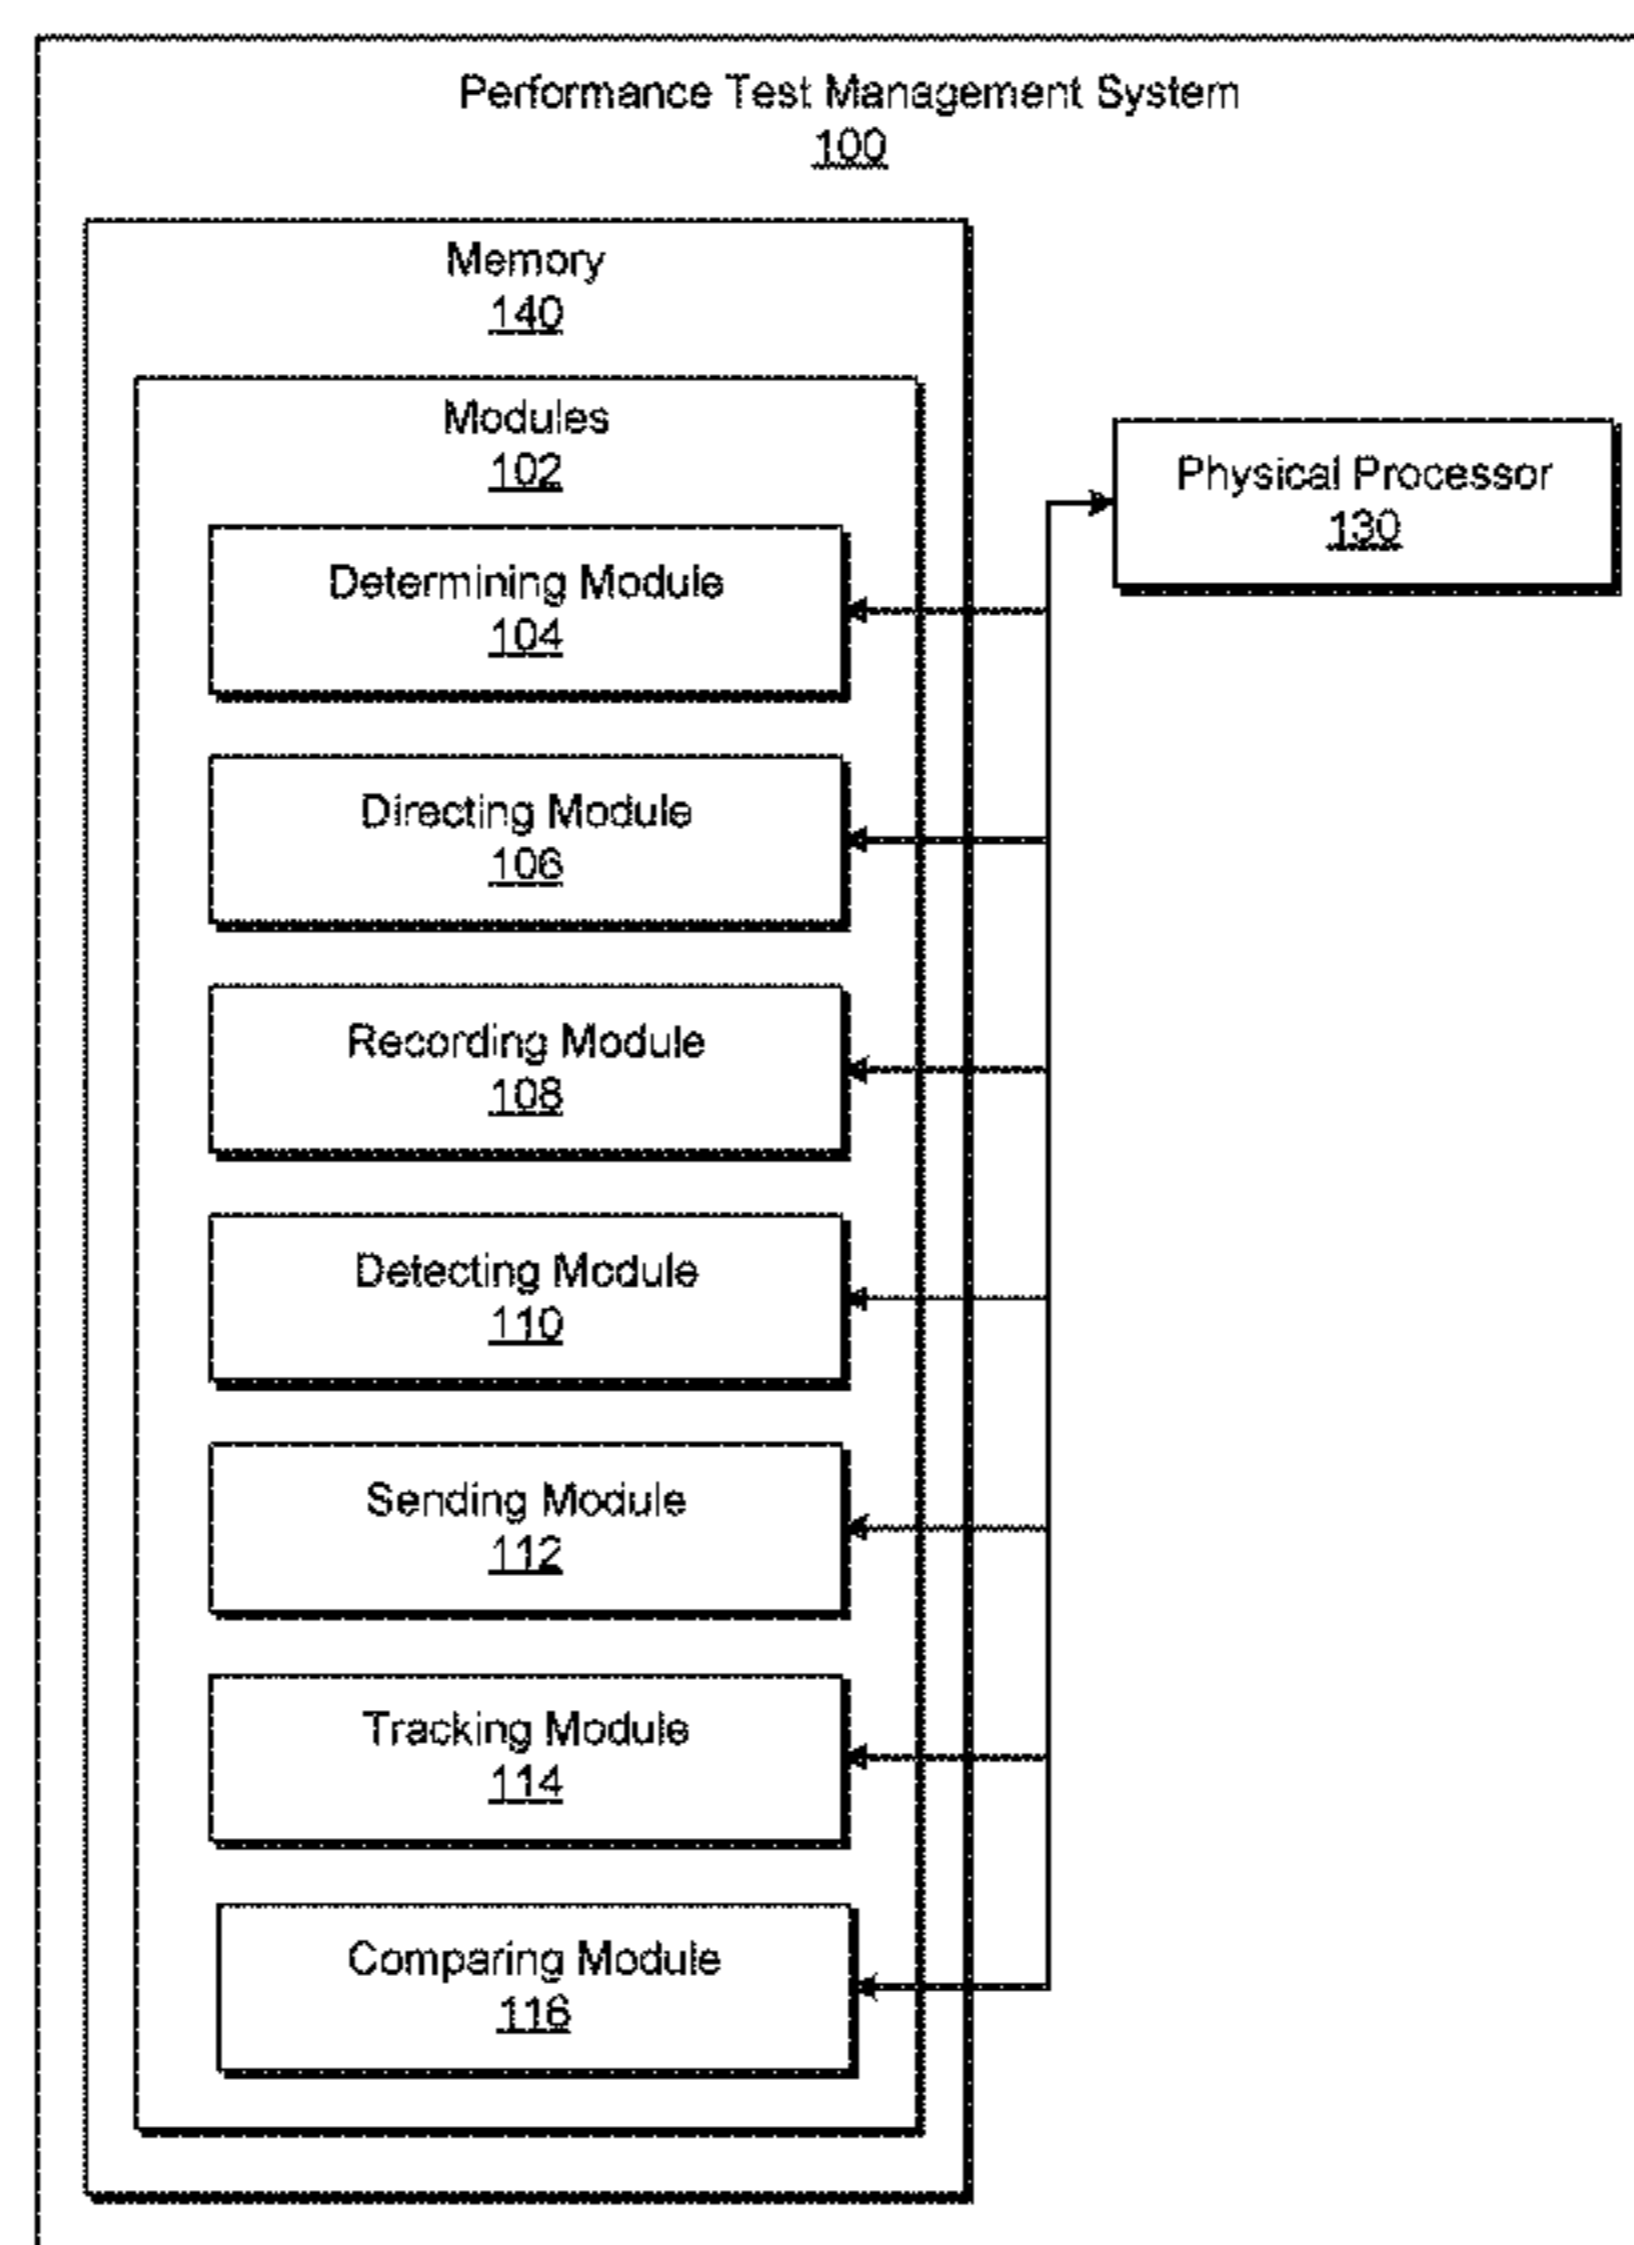 Performance Test Management System
100
Memory
140
Modules
102
Physical Processor
130
Determining Module
104
Directing Module
106
Recording Module
108
Detecting Module
110
Sending Module
112
Tracking Module
114
Comparing Module
116